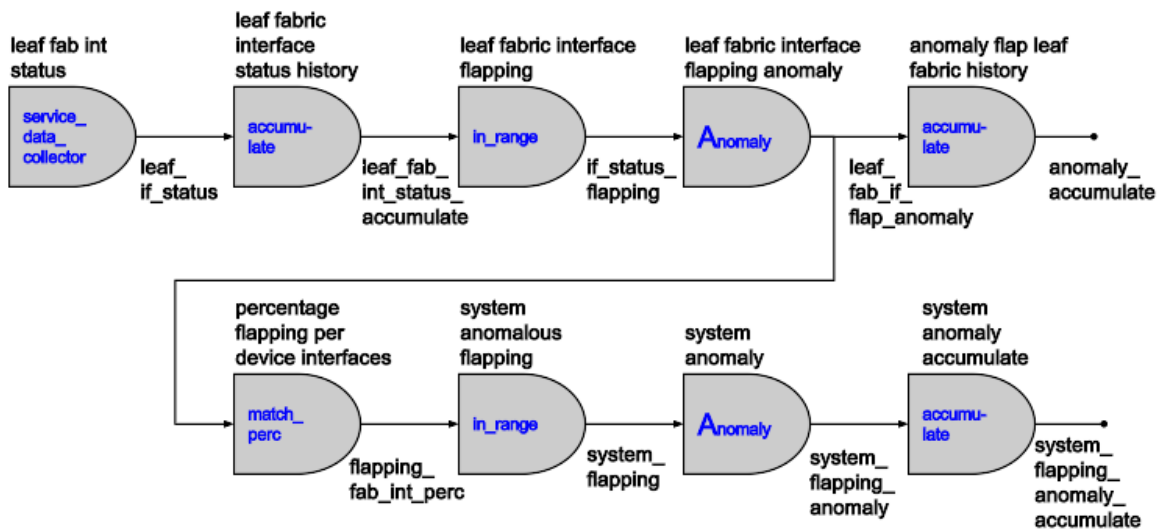 leaf fab int
status
leaf fabric
interface
status history
leaf fabric interface
flapping
leaf fabric interface
flapping anomaly
anomaly flap leaf
fabric history
service_
data_
collector
accumu-
late
in_range
Anomaly
accumu-
late
leaf_
if_status
leaf_fab_
int_status_
accumulate
if_status_
flapping
leaf_
fab_if_
flap_anomaly
anomaly_
accumulate
percentage
flapping per
device interfaces
system
anomalous
flapping
system
anomaly
system
anomaly
accumulate
match_
perc
in_range
Anomaly
accumu-
late
flapping_
fab_int_perc
system_
flapping
system_
flapping_
anomaly
system_
flapping_
anomaly_
accumulate